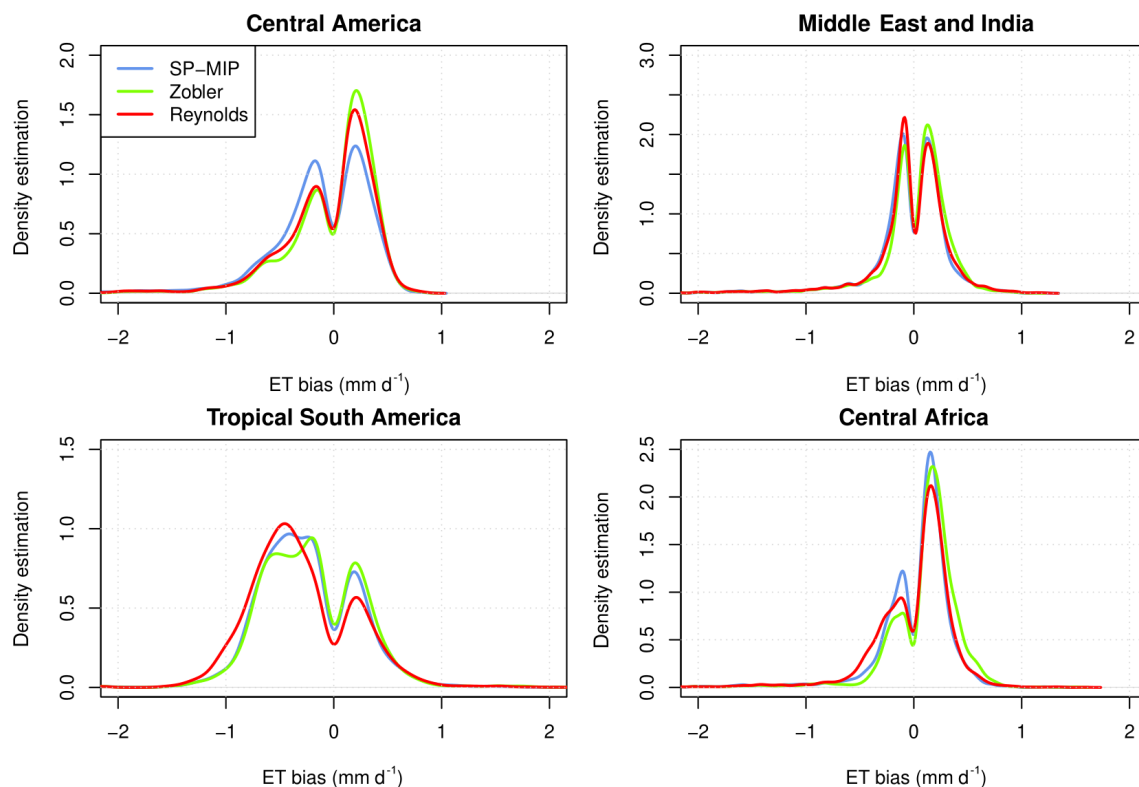 Central America
2.0
1.5
1.0
0.5
0.0
Density estimation
SP−MIP
Zobler
Reynolds
−2 −1 0 1 2
ET bias (mm d⁻¹)
Middle East and India
3.0
2.0
1.0
0.0
Density estimation
−2 −1 0 1 2
ET bias (mm d⁻¹)
Tropical South America
1.5
1.0
0.5
0.0
Density estimation
−2 −1 0 1 2
ET bias (mm d⁻¹)
Central Africa
2.5
2.0
1.5
1.0
0.5
0.0
Density estimation
−2 −1 0 1 2
ET bias (mm d⁻¹)